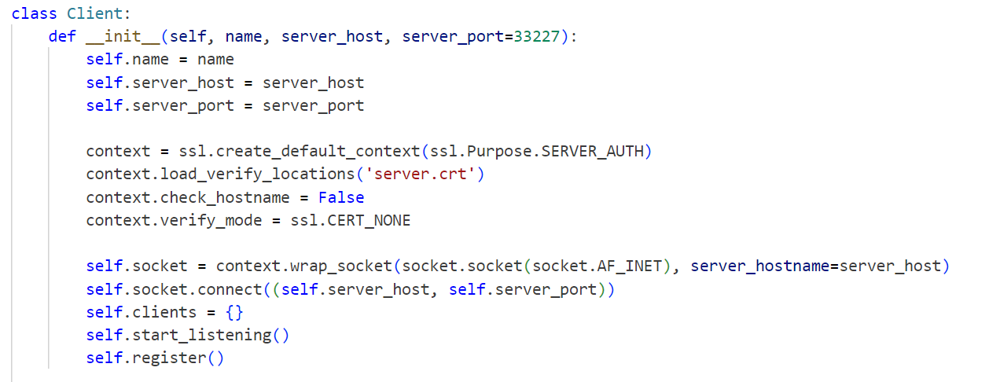 class Client:
    def __init__(self, name, server_host, server_port=33227):
        self.name = name
        self.server_host = server_host
        self.server_port = server_port

        context = ssl.create_default_context(ssl.Purpose.SERVER_AUTH)
        context.load_verify_locations('server.crt')
        context.check_hostname = False
        context.verify_mode = ssl.CERT_NONE

        self.socket = context.wrap_socket(socket.socket(socket.AF_INET), server_hostname=server_host)
        self.socket.connect((self.server_host, self.server_port))
        self.clients = {}
        self.start_listening()
        self.register()